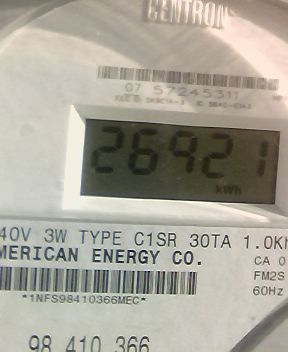 CENTRON
07 57245311
26921
kWh
40V 3W TYPE C1SR 30TA 1.0Kh
MERICAN ENERGY CO.
CA 0
FM2S
60Hz
*1NFS98410366MEC*
98 410 366